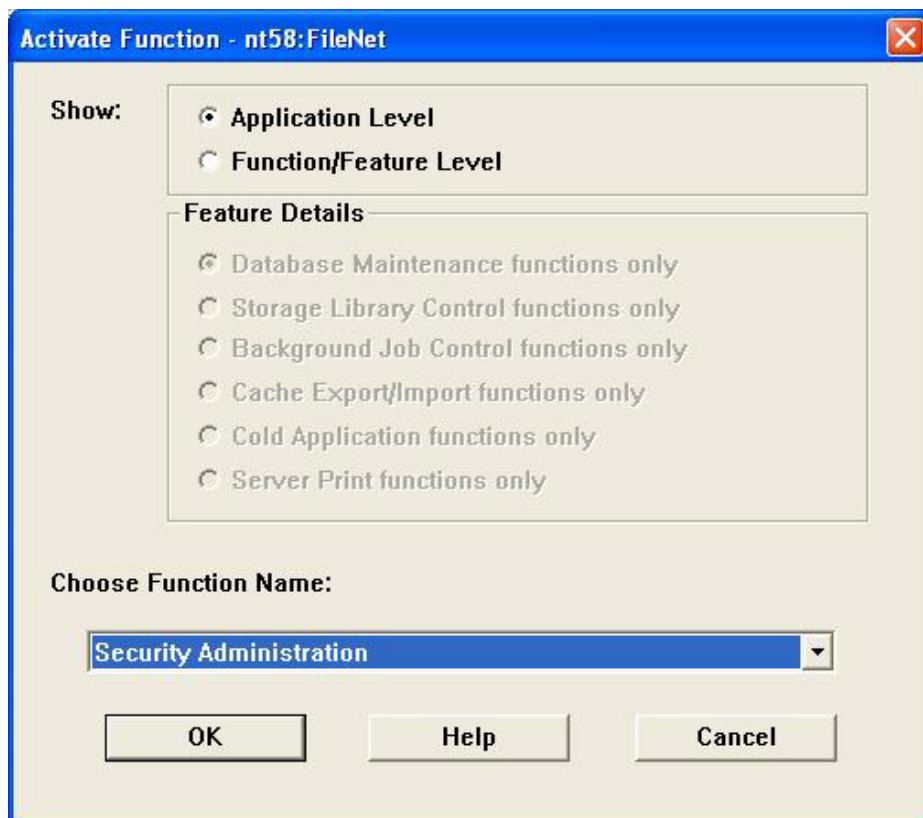 Activate Function - nt58:FileNet
Show:
Application Level
Function/Feature Level
Feature Details
Database Maintenance functions only
Storage Library Control functions only
Background Job Control functions only
Cache Export/Import functions only
Cold Application functions only
Server Print functions only
Choose Function Name:
Security Administration
OK Help Cancel